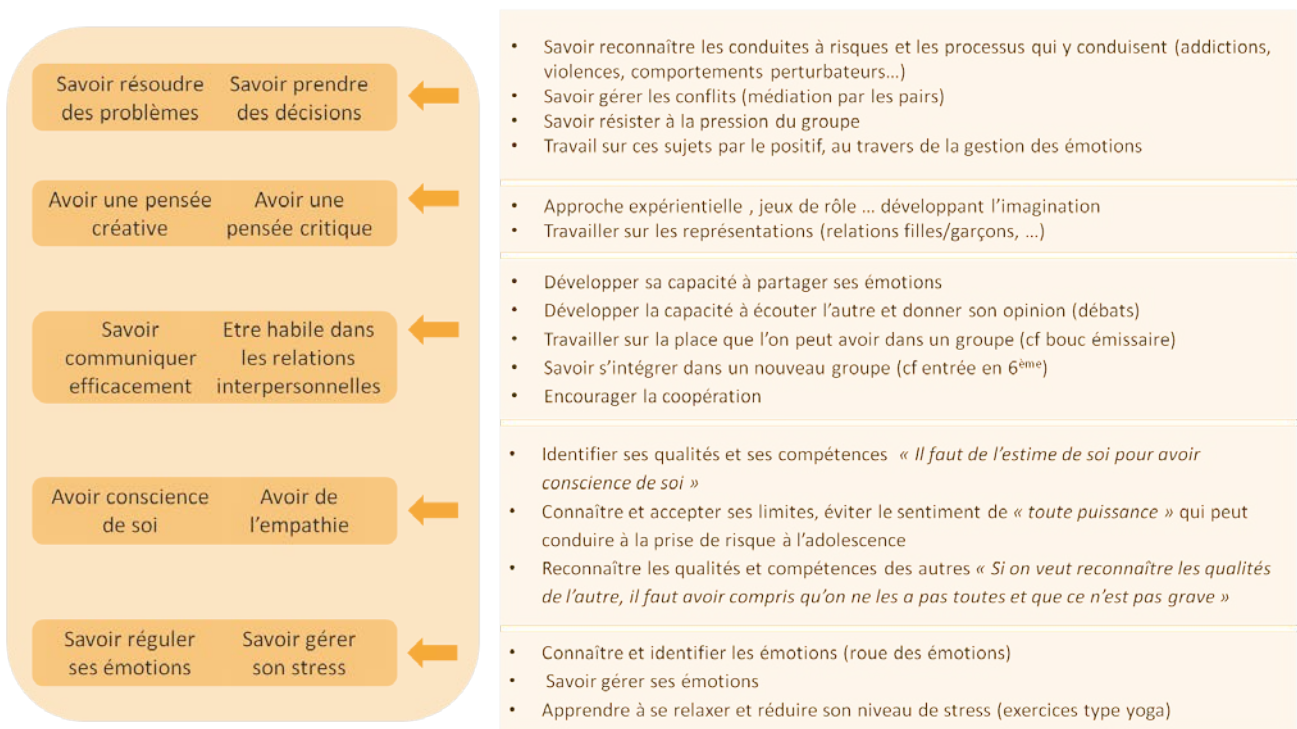 Savoir résoudre des problèmes
Savoir prendre des décisions
• Savoir reconnaître les conduites à risques et les processus qui y conduisent (addictions,
violences, comportements perturbateurs…)
• Savoir gérer les conflits (médiation par les pairs)
• Savoir résister à la pression du groupe
• Travail sur ces sujets par le positif, au travers de la gestion des émotions
Avoir une pensée créative
Avoir une pensée critique
• Approche expérientielle , jeux de rôle … développant l’imagination
• Travailler sur les représentations (relations filles/garçons, …)
Savoir communiquer efficacement
Etre habile dans les relations interpersonnelles
• Développer sa capacité à partager ses émotions
• Développer la capacité à écouter l’autre et donner son opinion (débats)
• Travailler sur la place que l’on peut avoir dans un groupe (cf bouc émissaire)
• Savoir s’intégrer dans un nouveau groupe (cf entrée en 6ème)
• Encourager la coopération
Avoir conscience de soi
Avoir de l’empathie
• Identifier ses qualités et ses compétences « Il faut de l’estime de soi pour avoir
conscience de soi »
• Connaître et accepter ses limites, éviter le sentiment de « toute puissance » qui peut
conduire à la prise de risque à l’adolescence
• Reconnaître les qualités et compétences des autres « Si on veut reconnaître les qualités
de l’autre, il faut avoir compris qu’on ne les a pas toutes et que ce n’est pas grave »
Savoir réguler ses émotions
Savoir gérer son stress
• Connaître et identifier les émotions (roue des émotions)
• Savoir gérer ses émotions
• Apprendre à se relaxer et réduire son niveau de stress (exercices type yoga)